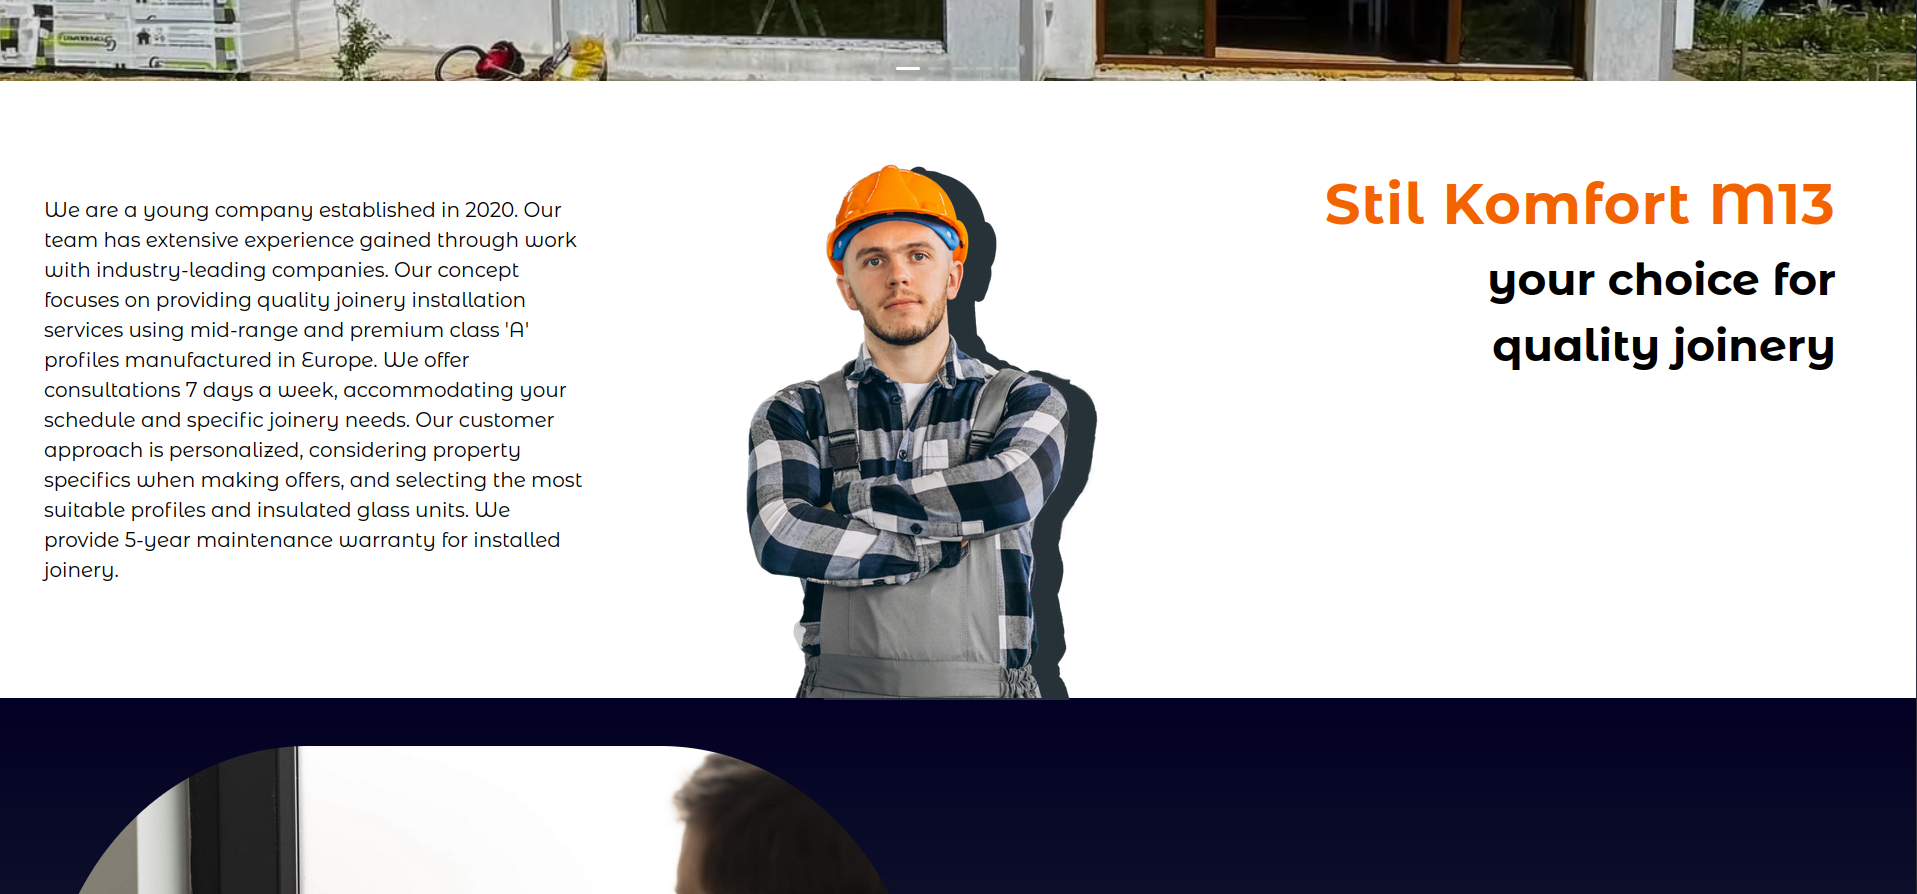 We are a young company established in 2020. Our
team has extensive experience gained through work
with industry-leading companies. Our concept
focuses on providing quality joinery installation
services using mid-range and premium class 'A'
profiles manufactured in Europe. We offer
consultations 7 days a week, accommodating your
schedule and specific joinery needs. Our customer
approach is personalized, considering property
specifics when making offers, and selecting the most
suitable profiles and insulated glass units. We
provide 5-year maintenance warranty for installed
joinery.
Stil Komfort M13
your choice for
quality joinery